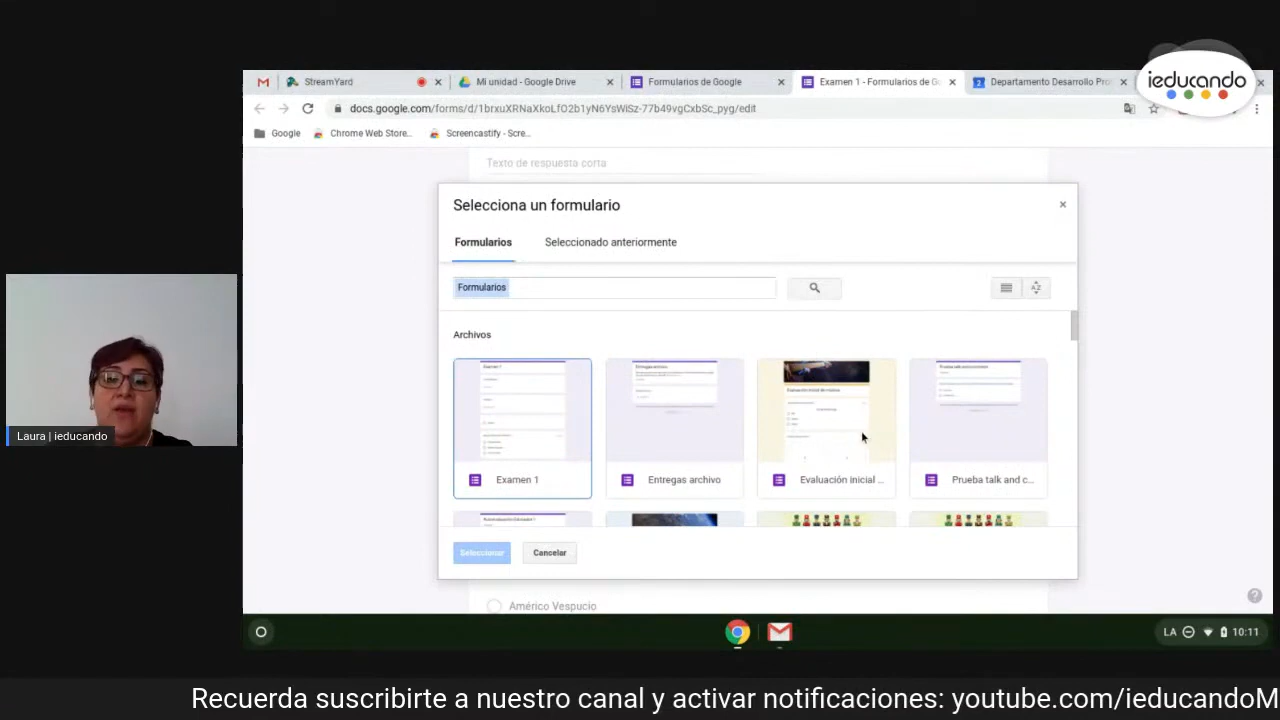 ieducando
StreamYard
Mi unidad - Google Drive
Formularios de Google
Examen 1 - Formularios de Go
Departamento Desarrollo Pro
docs.google.com/forms/d/1brxuXRNaXkoLfO2b1yN6YsWiSz-77b49vgCxbSc_pyg/edit
Google
Chrome Web Store...
Screencastify - Scre...
Texto de respuesta corta
Selecciona un formulario
Formularios
Seleccionado anteriormente
Formularios
Archivos
Examen 1
Entregas archivo
Evaluación inicial ...
Prueba talk and c...
Seleccionar
Cancelar
Américo Vespucio
Laura | ieducando
LA
10:11
Recuerda suscribirte a nuestro canal y activar notificaciones: youtube.com/ieducandoM